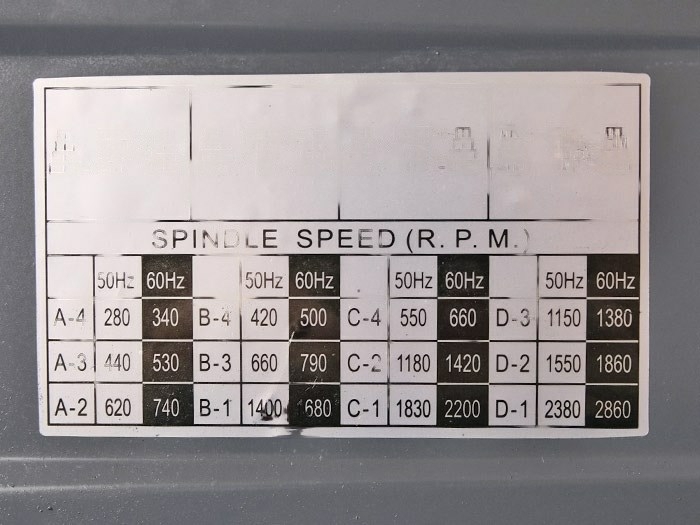 SPINDLE SPEED (R. P. M.)
50Hz 60Hz 50Hz 60Hz 50Hz 60Hz 50Hz 60Hz
A-4 280 340 B-4 420 500 C-4 550 660 D-3 1150 1380
A-3 440 530 B-3 660 790 C-2 1180 1420 D-2 1550 1860
A-2 620 740 B-1 1400 1680 C-1 1830 2200 D-1 2380 2860